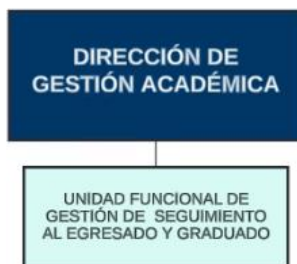 DIRECCIÓN DE
GESTIÓN ACADÉMICA
UNIDAD FUNCIONAL DE
GESTIÓN DE SEGUIMIENTO
AL EGRESADO Y GRADUADO